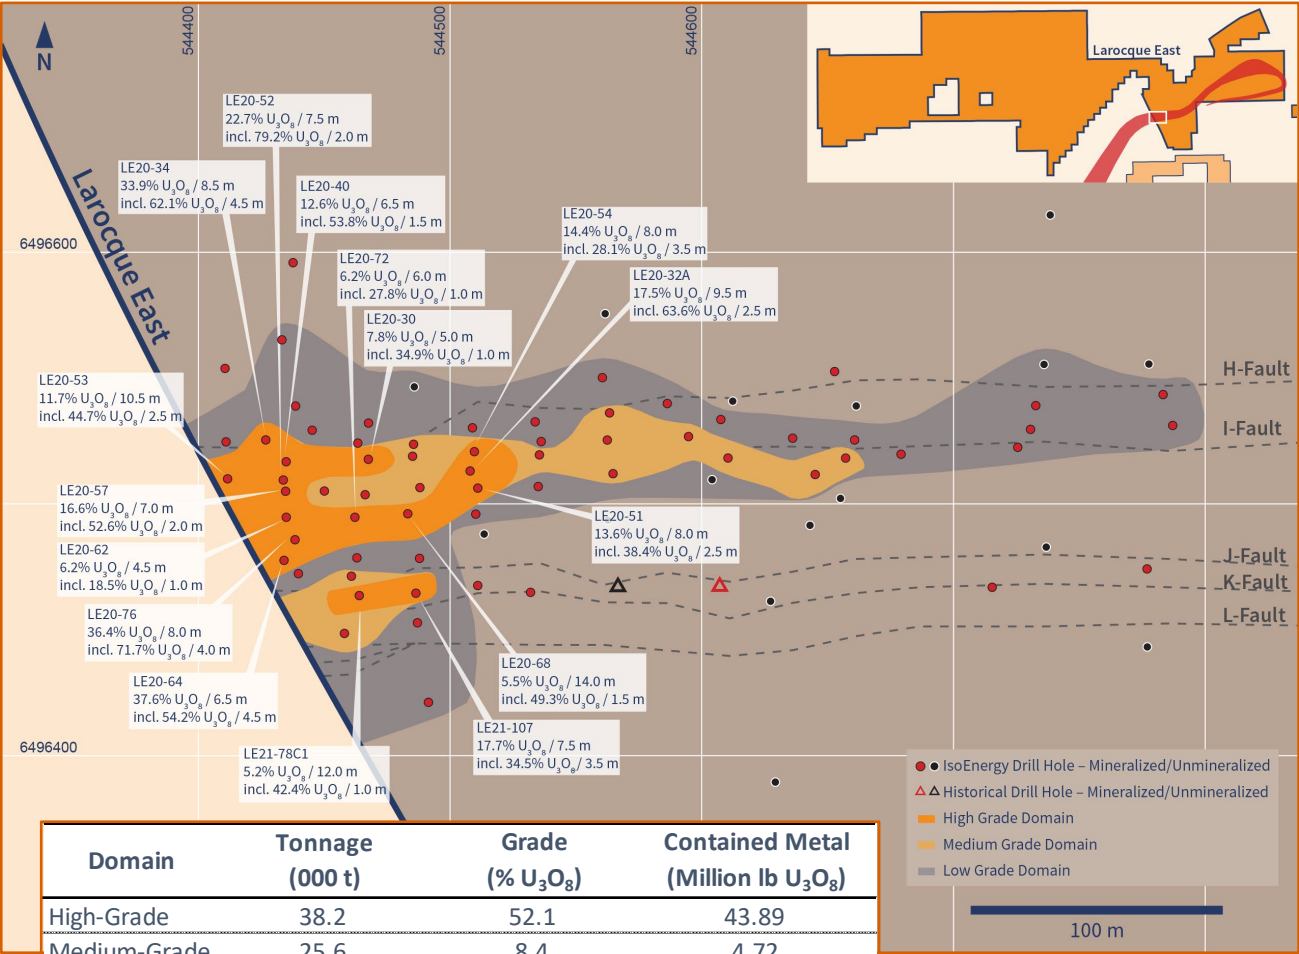 544400
544500
544600
N
Larocque East
LE20-52
22.7% U3O8 / 7.5 m
incl. 79.2% U3O8 / 2.0 m
LE20-34
33.9% U3O8 / 8.5 m
incl. 62.1% U3O8 / 4.5 m
LE20-40
12.6% U3O8 / 6.5 m
incl. 53.8% U3O8 / 1.5 m
LE20-54
14.4% U3O8 / 8.0 m
incl. 28.1% U3O8 / 3.5 m
6496600
LE20-72
6.2% U3O8 / 6.0 m
incl. 27.8% U3O8 / 1.0 m
LE20-32A
17.5% U3O8 / 9.5 m
incl. 63.6% U3O8 / 2.5 m
Larocque East
LE20-30
7.8% U3O8 / 5.0 m
incl. 34.9% U3O8 / 1.0 m
LE20-53
11.7% U3O8 / 10.5 m
incl. 44.7% U3O8 / 2.5 m
H-Fault
I-Fault
LE20-57
16.6% U3O8 / 7.0 m
incl. 52.6% U3O8 / 2.0 m
LE20-51
13.6% U3O8 / 8.0 m
incl. 38.4% U3O8 / 2.5 m
LE20-62
6.2% U3O8 / 4.5 m
incl. 18.5% U3O8 / 1.0 m
J-Fault
K-Fault
L-Fault
LE20-76
36.4% U3O8 / 8.0 m
incl. 71.7% U3O8 / 4.0 m
LE20-64
37.6% U3O8 / 6.5 m
incl. 54.2% U3O8 / 4.5 m
LE20-68
5.5% U3O8 / 14.0 m
incl. 49.3% U3O8 / 1.5 m
LE21-107
17.7% U3O8 / 7.5 m
incl. 34.5% U3O8 / 3.5 m
6496400
LE21-78C1
5.2% U3O8 / 12.0 m
incl. 42.4% U3O8 / 1.0 m
IsoEnergy Drill Hole – Mineralized/Unmineralized
Historical Drill Hole – Mineralized/Unmineralized
High Grade Domain
Medium Grade Domain
Low Grade Domain
100 m
Domain Tonnage (000 t) Grade (% U3O8) Contained Metal (Million lb U3O8)
High-Grade 38.2 52.1 43.89
Medium-Grade 25.6 8.4 4.72